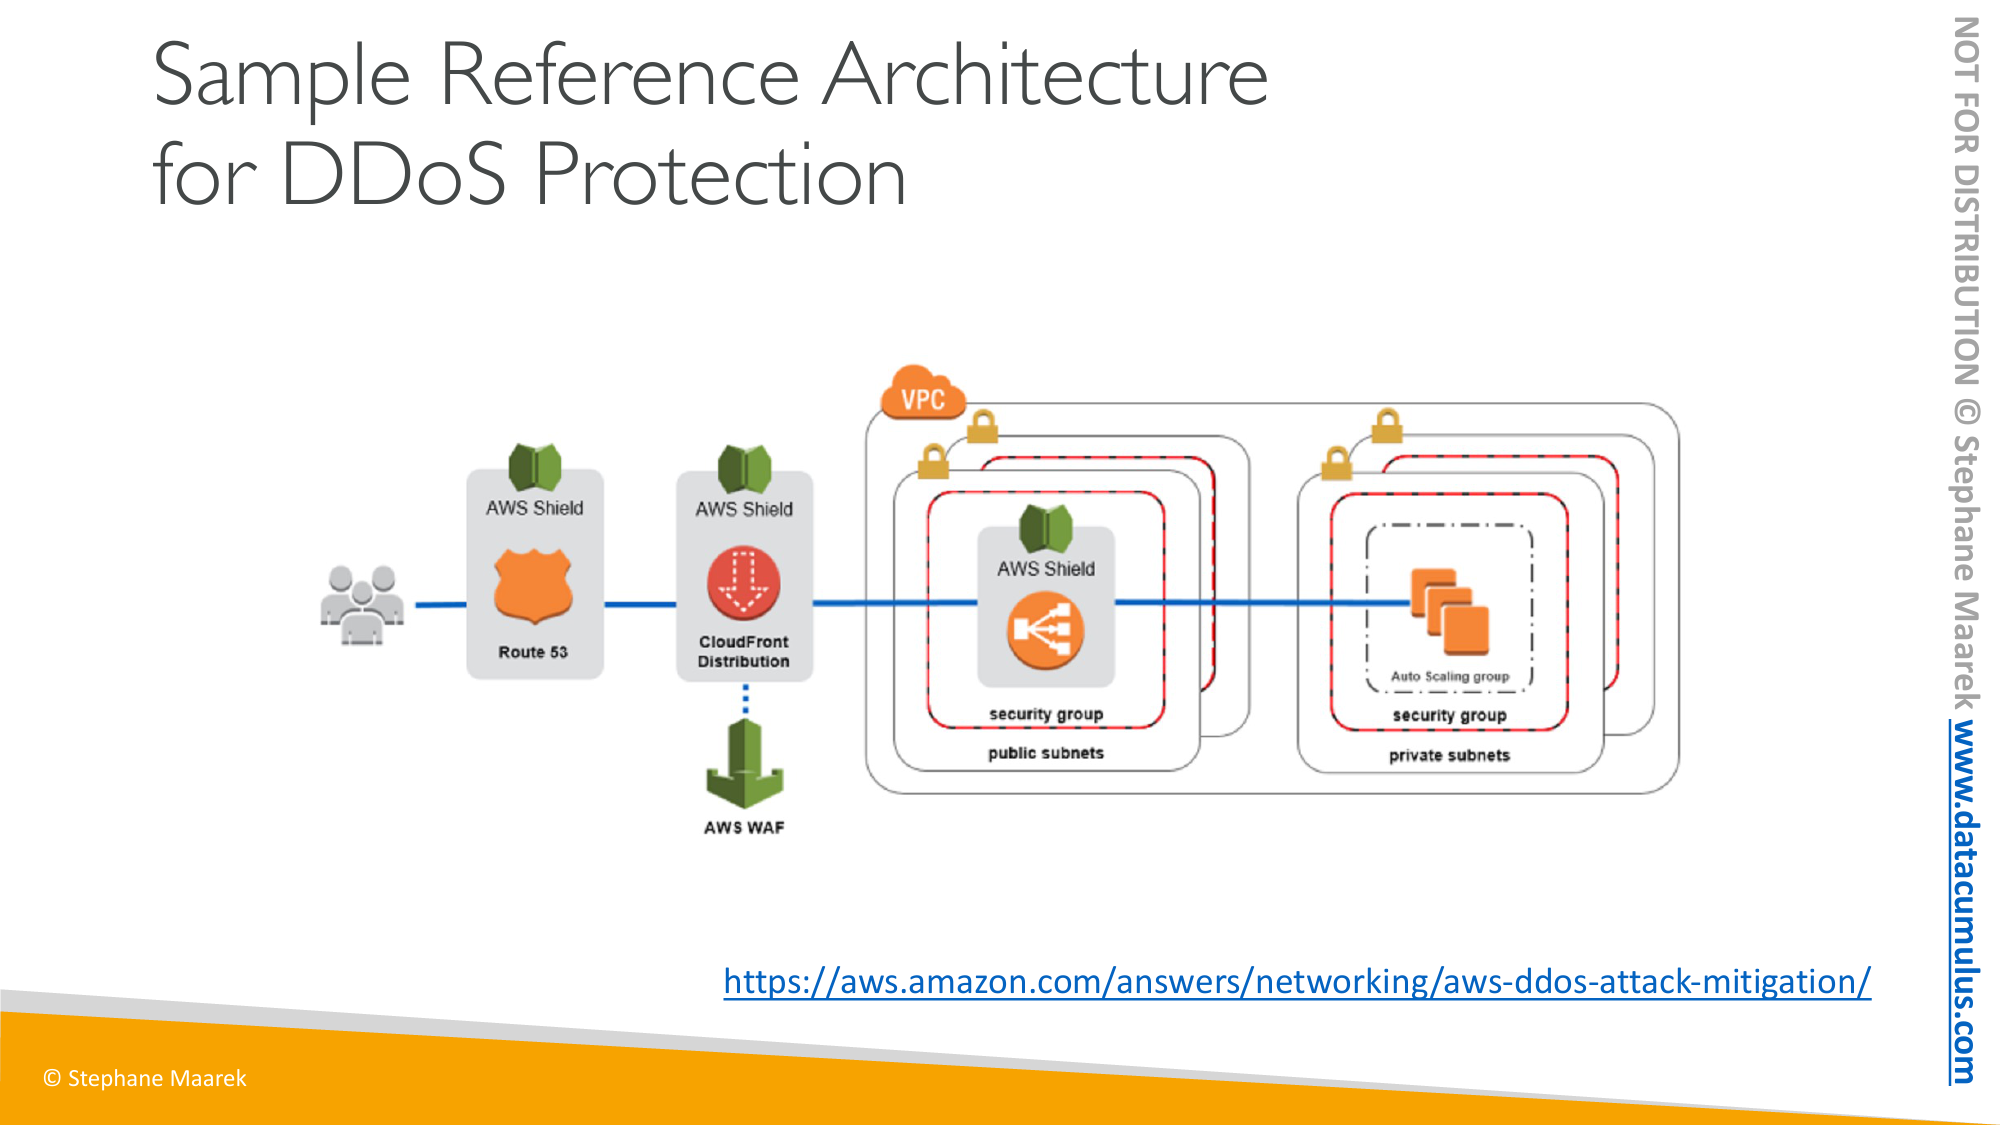 Sample Reference Architecture
for DDoS Protection
VPC
AWS Shield
Route 53
AWS Shield
CloudFront
Distribution
AWS WAF
AWS Shield
security group
public subnets
Auto Scaling group
security group
private subnets
https://aws.amazon.com/answers/networking/aws-ddos-attack-mitigation/
© Stephane Maarek
NOT FOR DISTRIBUTION © Stephane Maarek www.datacumulus.com